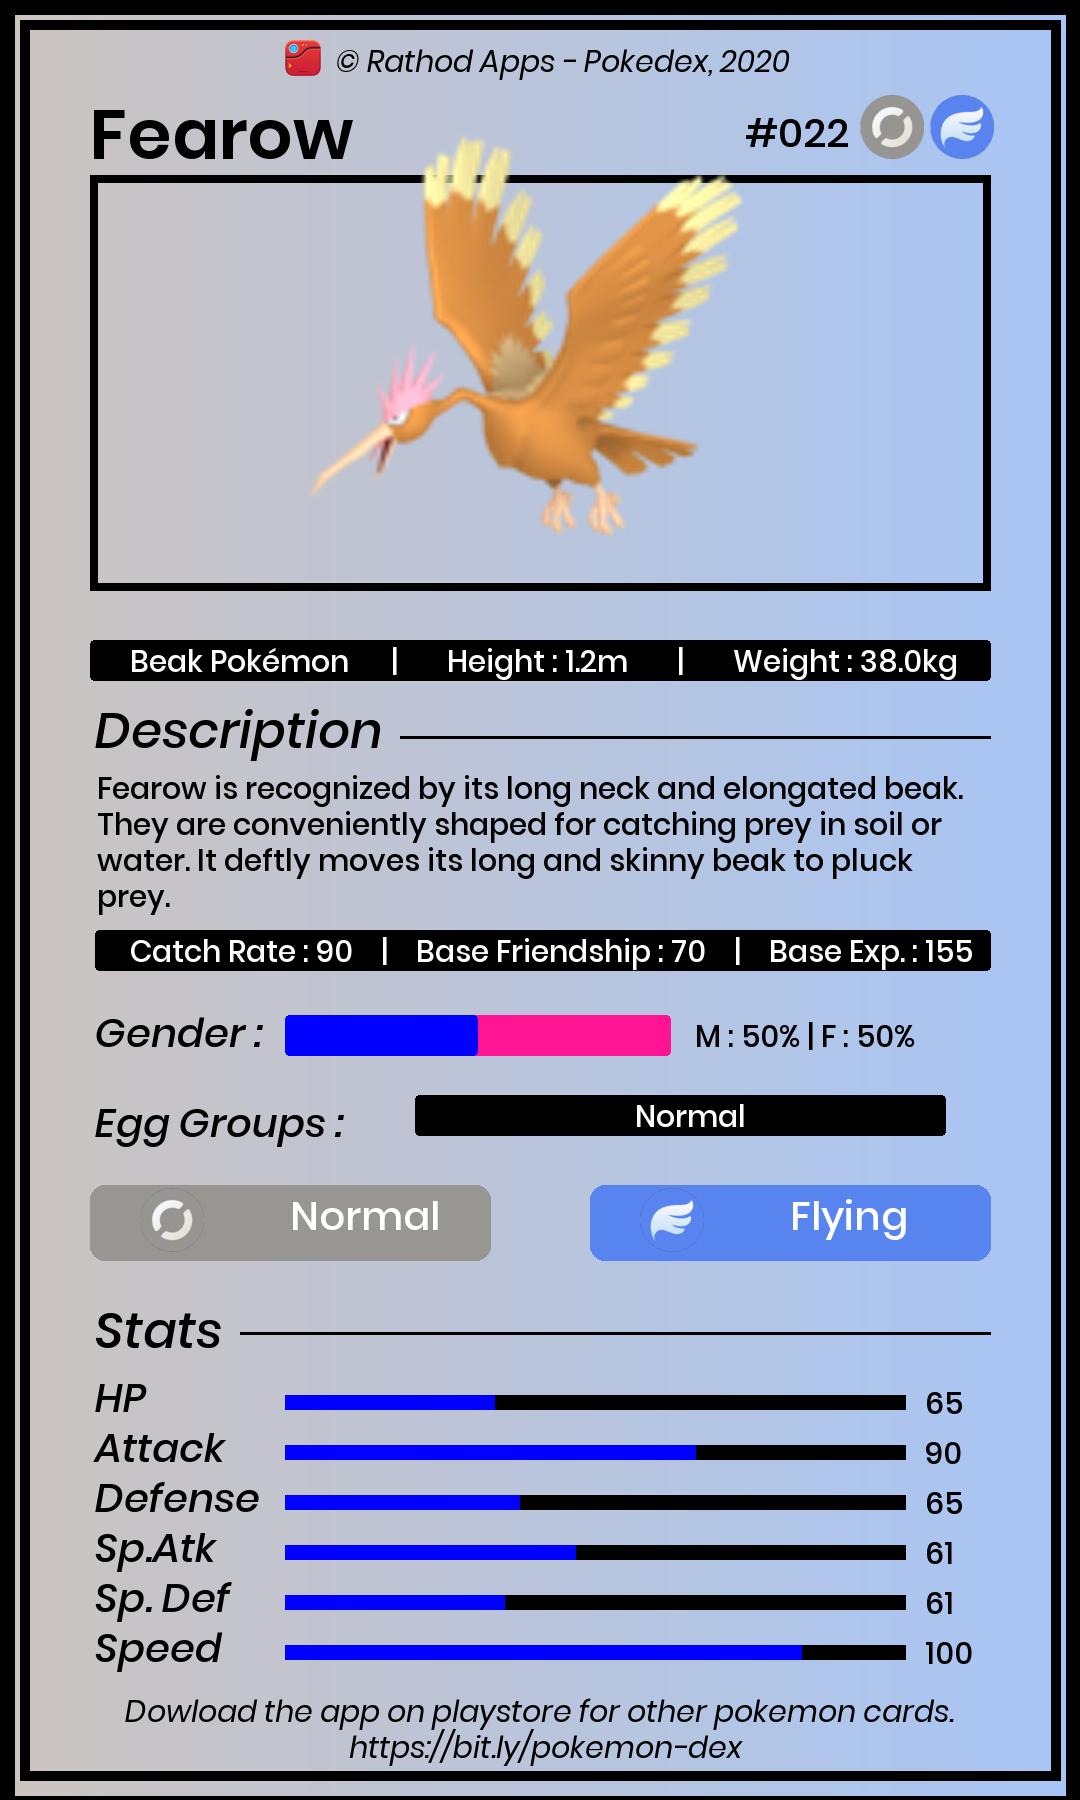 © Rathod Apps - Pokedex, 2020
Fearow #022
Beak Pokémon | Height : 1.2m | Weight : 38.0kg
Description
Fearow is recognized by its long neck and elongated beak.
They are conveniently shaped for catching prey in soil or
water. It deftly moves its long and skinny beak to pluck
prey.
Catch Rate : 90 | Base Friendship : 70 | Base Exp. : 155
Gender : M : 50% | F : 50%
Egg Groups : Normal
Normal Flying
Stats
HP 65
Attack 90
Defense 65
Sp.Atk 61
Sp. Def 61
Speed 100
Dowload the app on playstore for other pokemon cards.
https://bit.ly/pokemon-dex